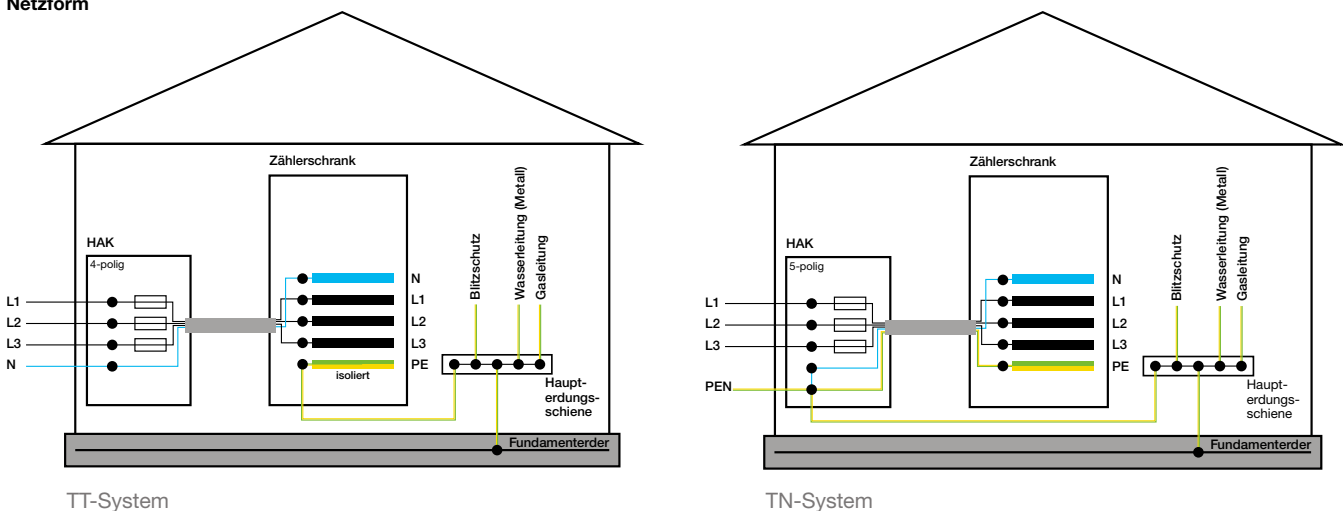 Netzform
Zählerschrank
HAK
4-polig
L1
L2
L3
N
N
L1
L2
L3
PE
isoliert
Blitzschutz
Wasserleitung (Metall)
Gasleitung
Haupt-
erdungs-
schiene
Fundamenterder
TT-System
Zählerschrank
HAK
5-polig
L1
L2
L3
PEN
N
L1
L2
L3
PE
Blitzschutz
Wasserleitung (Metall)
Gasleitung
Haupt-
erdungs-
schiene
Fundamenterder
TN-System